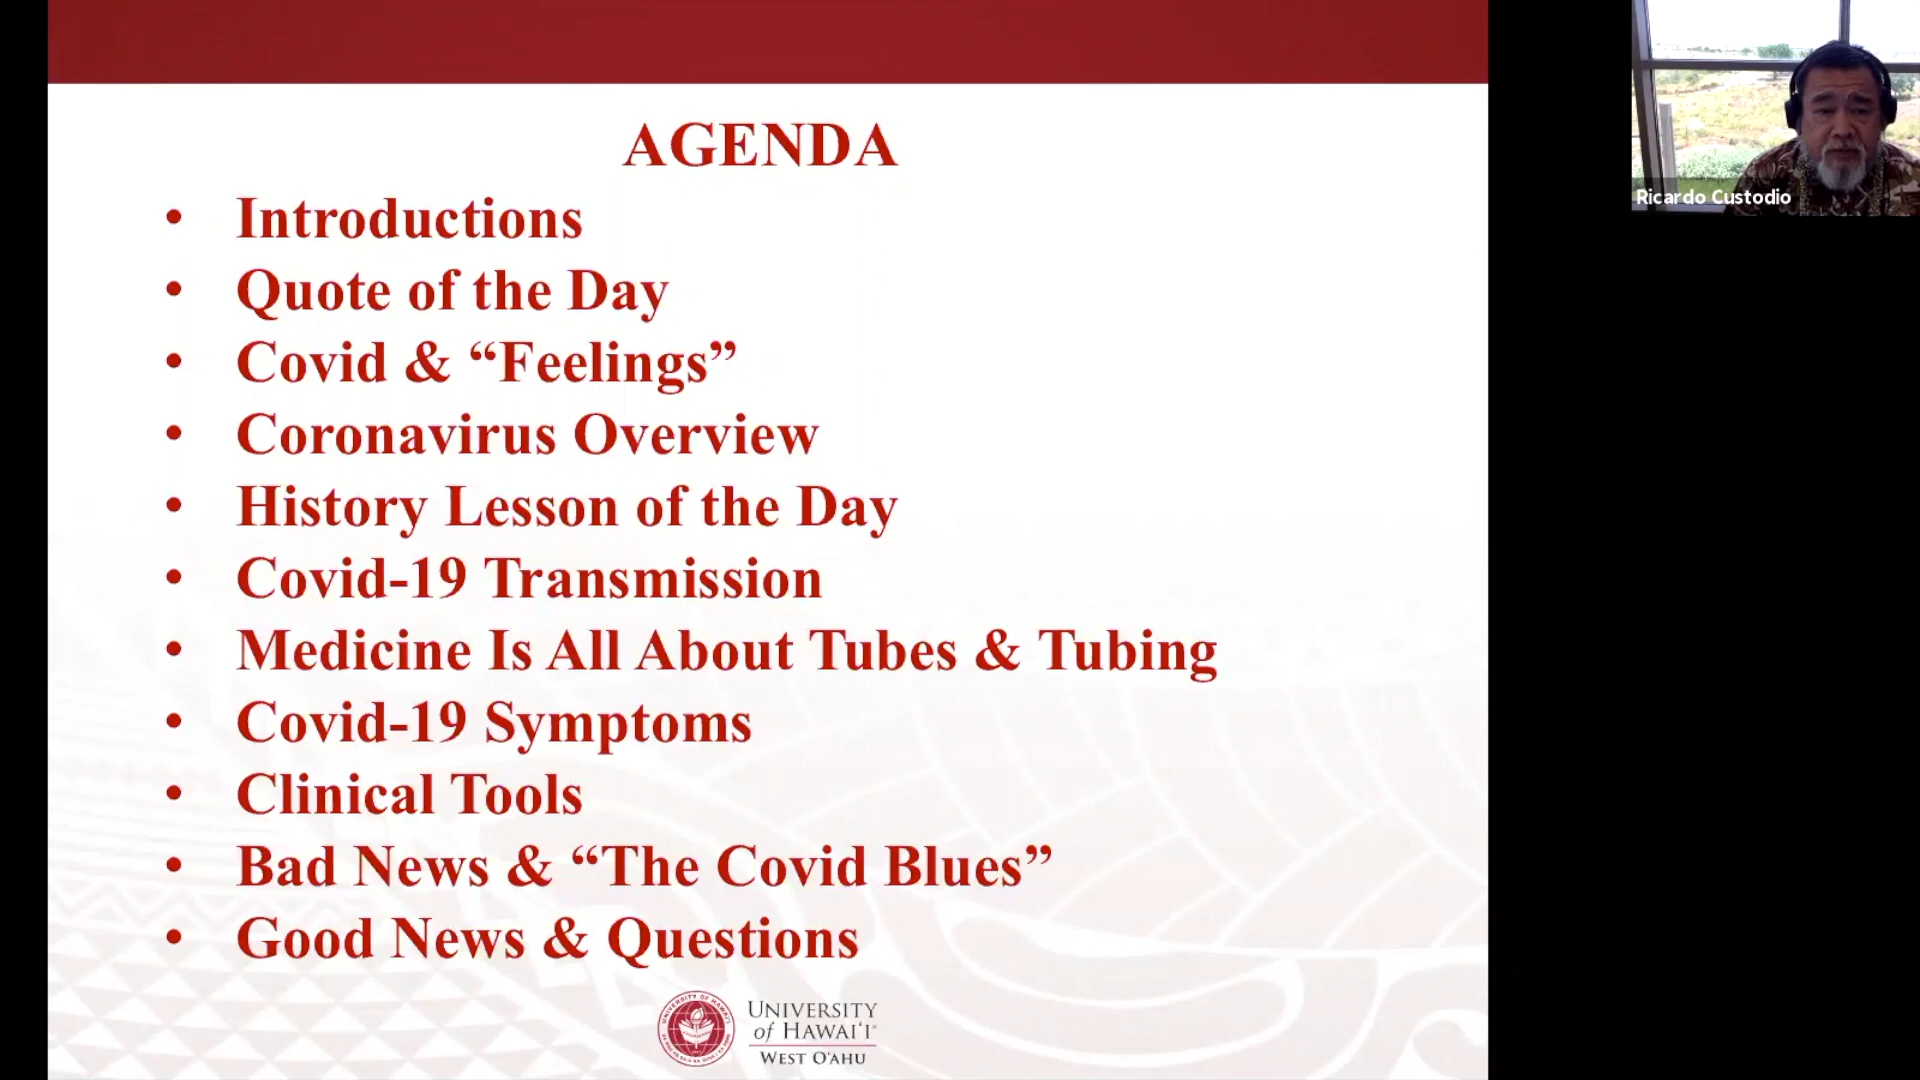 AGENDA
• Introductions
• Quote of the Day
• Covid & “Feelings”
• Coronavirus Overview
• History Lesson of the Day
• Covid-19 Transmission
• Medicine Is All About Tubes & Tubing
• Covid-19 Symptoms
• Clinical Tools
• Bad News & “The Covid Blues”
• Good News & Questions
UNIVERSITY
of HAWAIʻI®
WEST OʻAHU
Ricardo Custodio